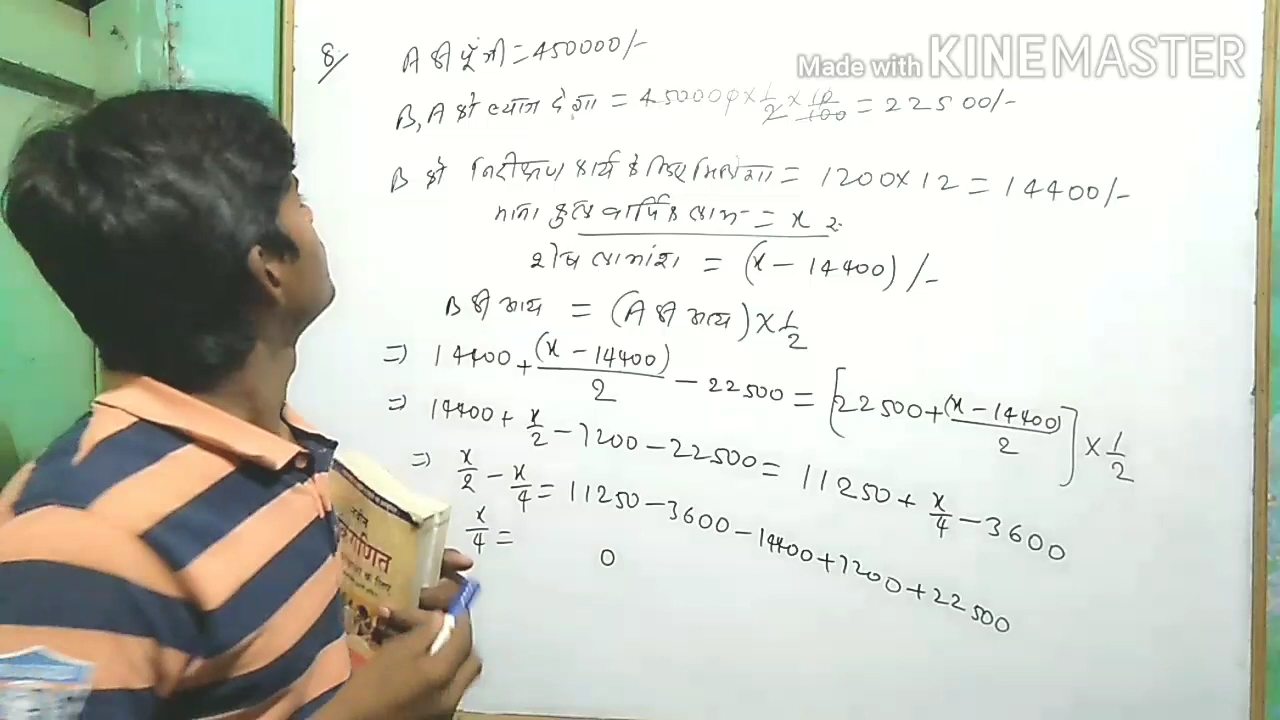 Made with KINEMASTER
8/ A की पूंजी = 450000/-
B, A को ब्याज देगा = 450000 × 1/2 × 10/100 = 22500/-
B को निरीक्षण कार्य के लिए मिलेगा = 1200 × 12 = 14400/-
माना कुल वार्षिक लाभ = x रु
शेष लाभांश = (x - 14400)/-
B की आय = (A की आय) × 1/2
⇒ 14400 + (x - 14400)/2 - 22500 = [22500 + (x - 14400)/2] × 1/2
⇒ 14400 + x/2 - 7200 - 22500 = 11250 + x/4 - 3600
⇒ x/2 - x/4 = 11250 - 3600 - 14400 + 7200 + 22500
x/4 = 0
गणित